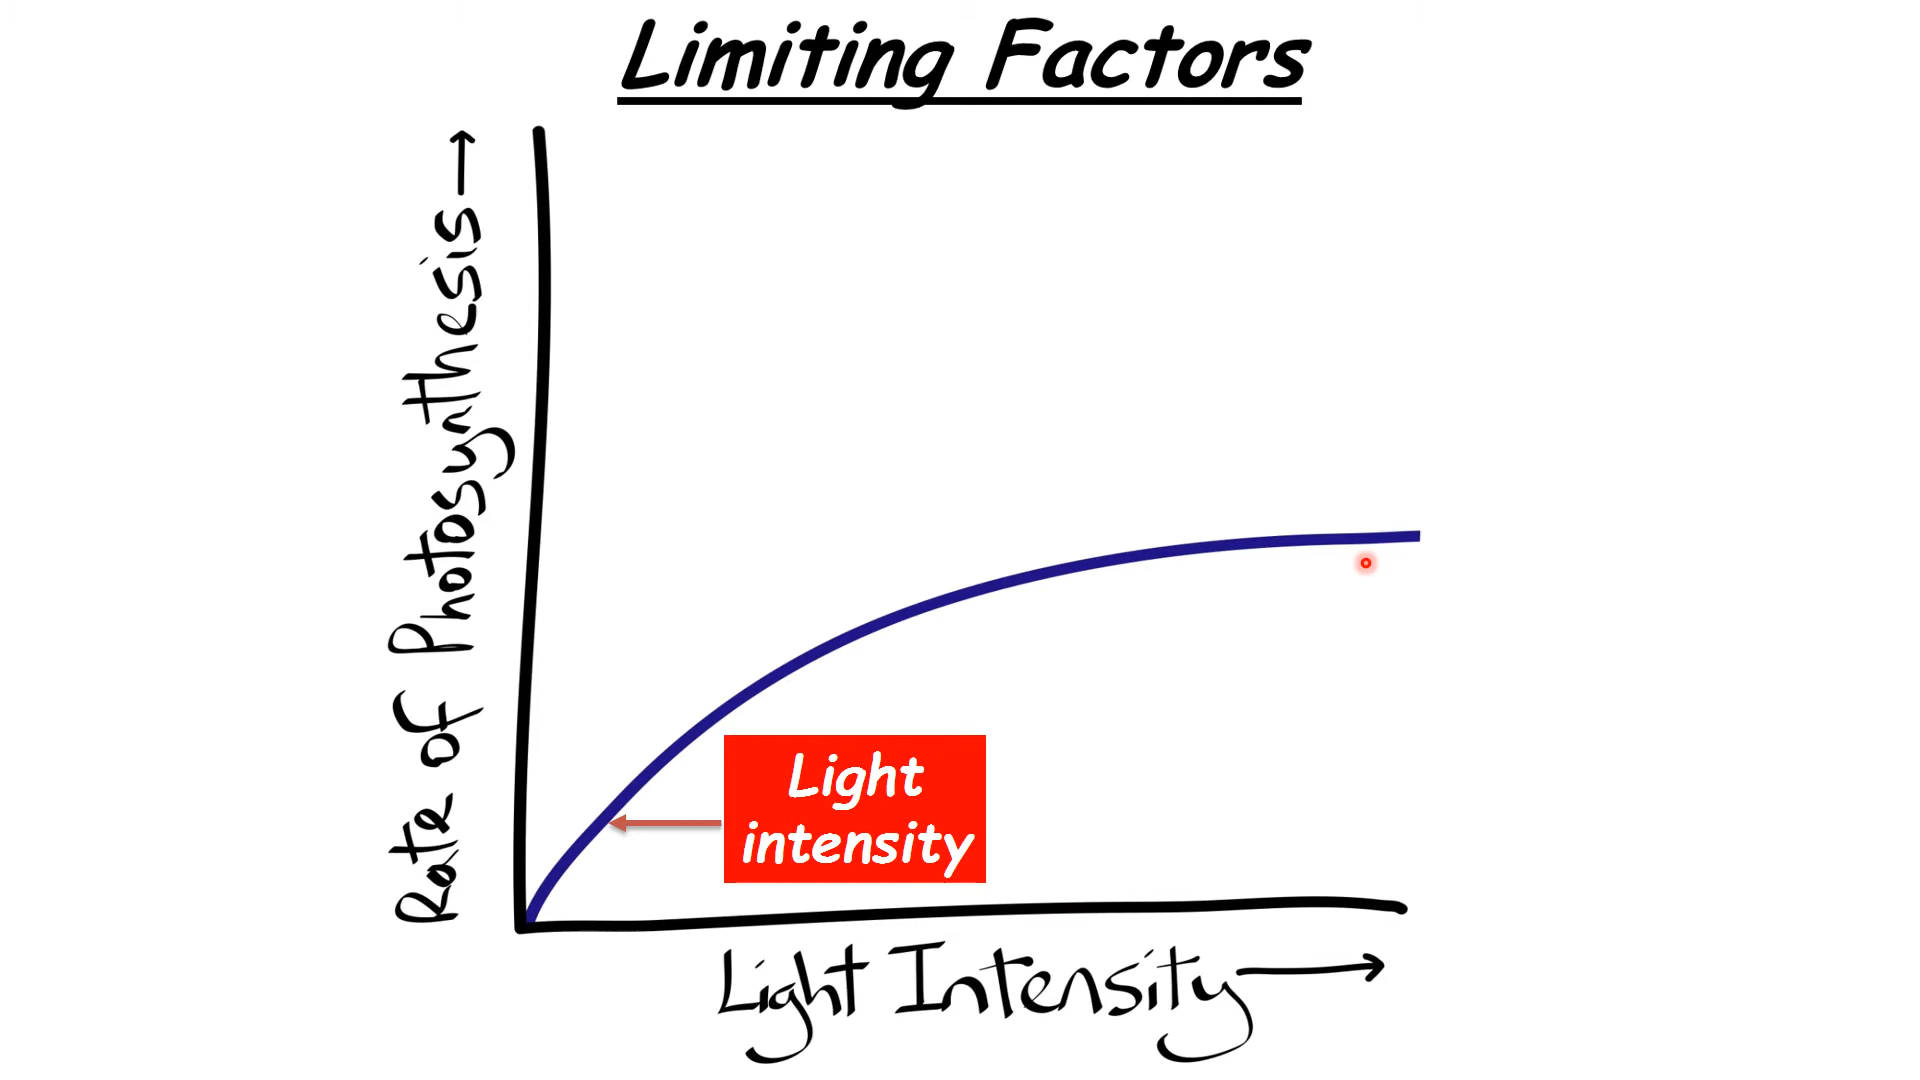 Limiting Factors
Rate of Photosynthesis →
Light
intensity
Light Intensity →